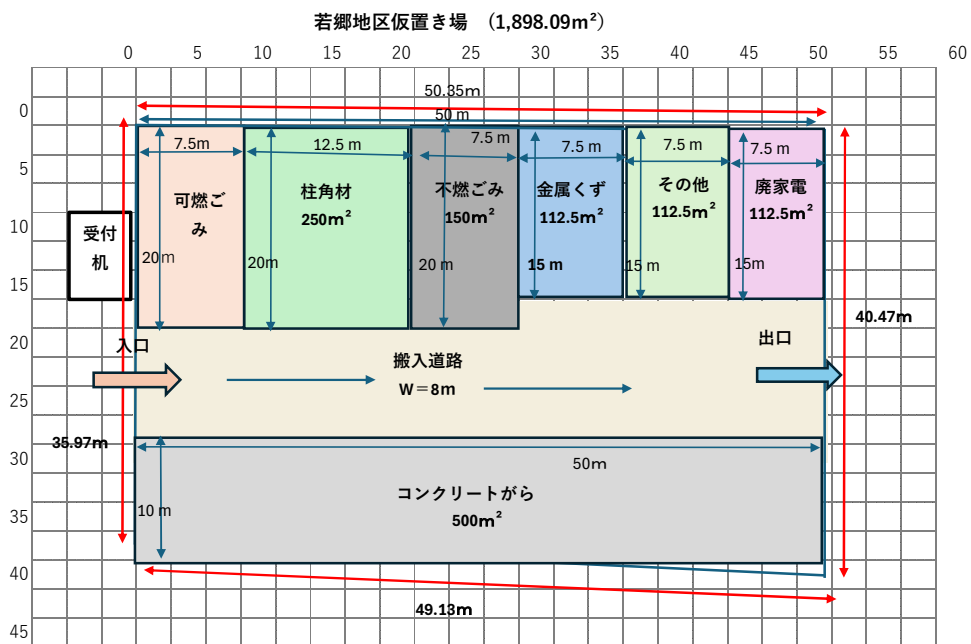 若郷地区仮置き場　（1,898.09㎡）
0 5 10 15 20 25 30 35 40 45 50 55 60
50.35m
0
50 m
7.5m
12.5 m
7.5 m
7.5 m
7.5 m
7.5 m
5
可燃ご
み
柱角材
250㎡
不燃ごみ
150㎡
金属くず
112.5㎡
その他
112.5㎡
廃家電
112.5㎡
10
受付
机
20m
20m
20 m
15 m
15 m
15m
15
40.47m
20
入口
出口
搬入道路
W＝8m
25
35.97m
30
50m
コンクリートがら
500㎡
10 m
35
40
49.13m
45